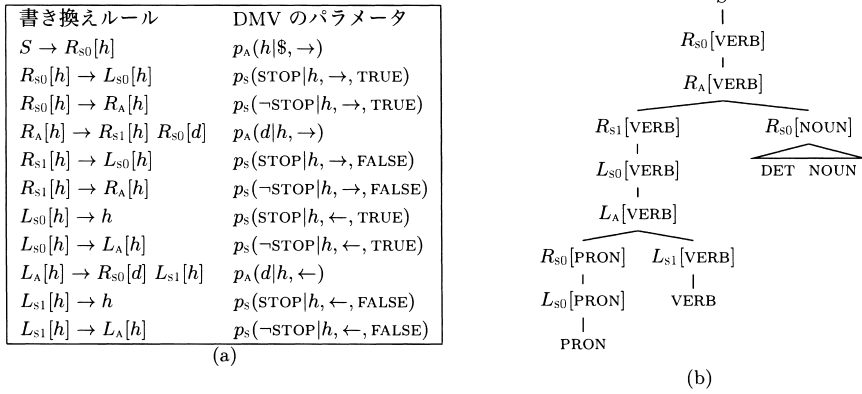 書き換えルール DMV のパラメータ
S → R_S0[h] p_A(h|$, →)
R_S0[h] → L_S0[h] p_S(STOP|h, →, TRUE)
R_S0[h] → R_A[h] p_S(¬STOP|h, →, TRUE)
R_A[h] → R_S1[h] R_S0[d] p_A(d|h, →)
R_S1[h] → L_S0[h] p_S(STOP|h, →, FALSE)
R_S1[h] → R_A[h] p_S(¬STOP|h, →, FALSE)
L_S0[h] → h p_S(STOP|h, ←, TRUE)
L_S0[h] → L_A[h] p_S(¬STOP|h, ←, TRUE)
L_A[h] → R_S0[d] L_S1[h] p_A(d|h, ←)
L_S1[h] → h p_S(STOP|h, ←, FALSE)
L_S1[h] → L_A[h] p_S(¬STOP|h, ←, FALSE)
(a)
S
R_S0[VERB]
R_A[VERB]
R_S1[VERB] R_S0[NOUN]
L_S0[VERB] DET NOUN
L_A[VERB]
R_S0[PRON] L_S1[VERB]
L_S0[PRON] VERB
PRON
(b)